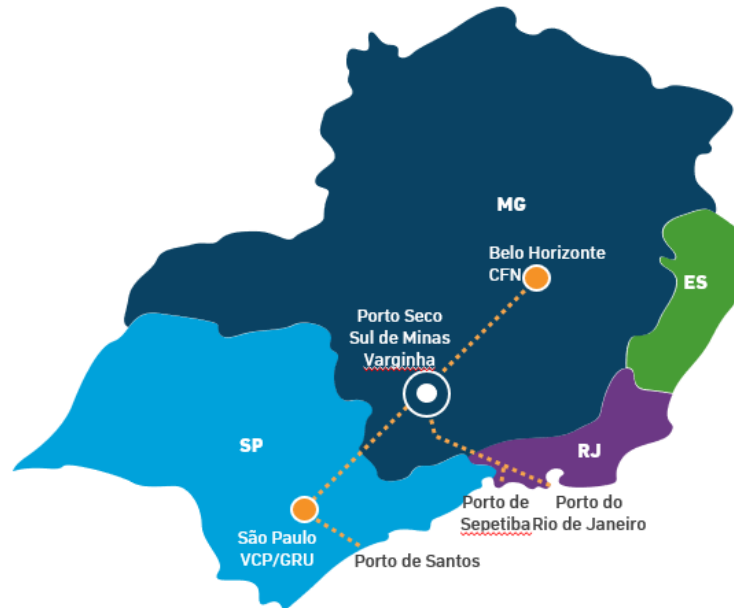 MG
Belo Horizonte
CFN
ES
Porto Seco
Sul de Minas
Varginha
SP
RJ
Porto de
Sepetiba
Porto do
Rio de Janeiro
São Paulo
VCP/GRU
Porto de Santos